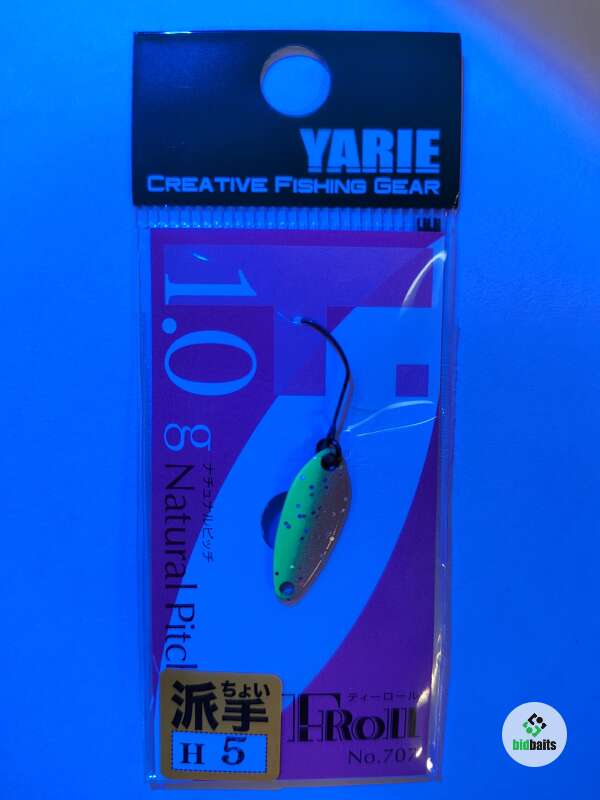 YARIE
CREATIVE FISHING GEAR
1.0 g
ナチュラルピッチ
Natural Pitch
ちょい
派手
H 5
ティーロール
T-Roll
No.707
bidbaits